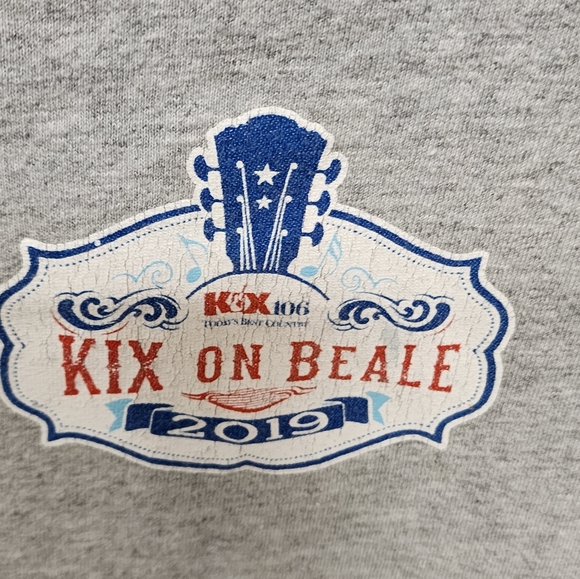 KIX 106
TODAY'S BEST COUNTRY
KIX ON BEALE
2019